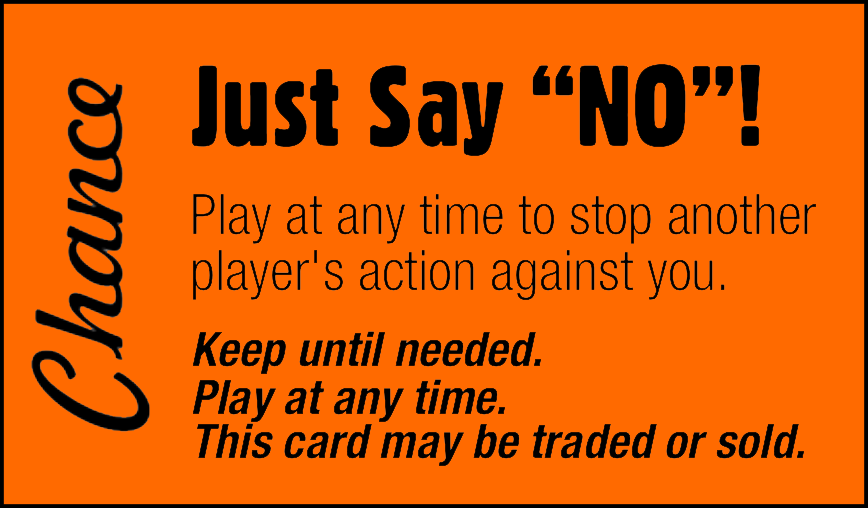 Chance
Just Say “NO”!
Play at any time to stop another
player's action against you.
Keep until needed.
Play at any time.
This card may be traded or sold.